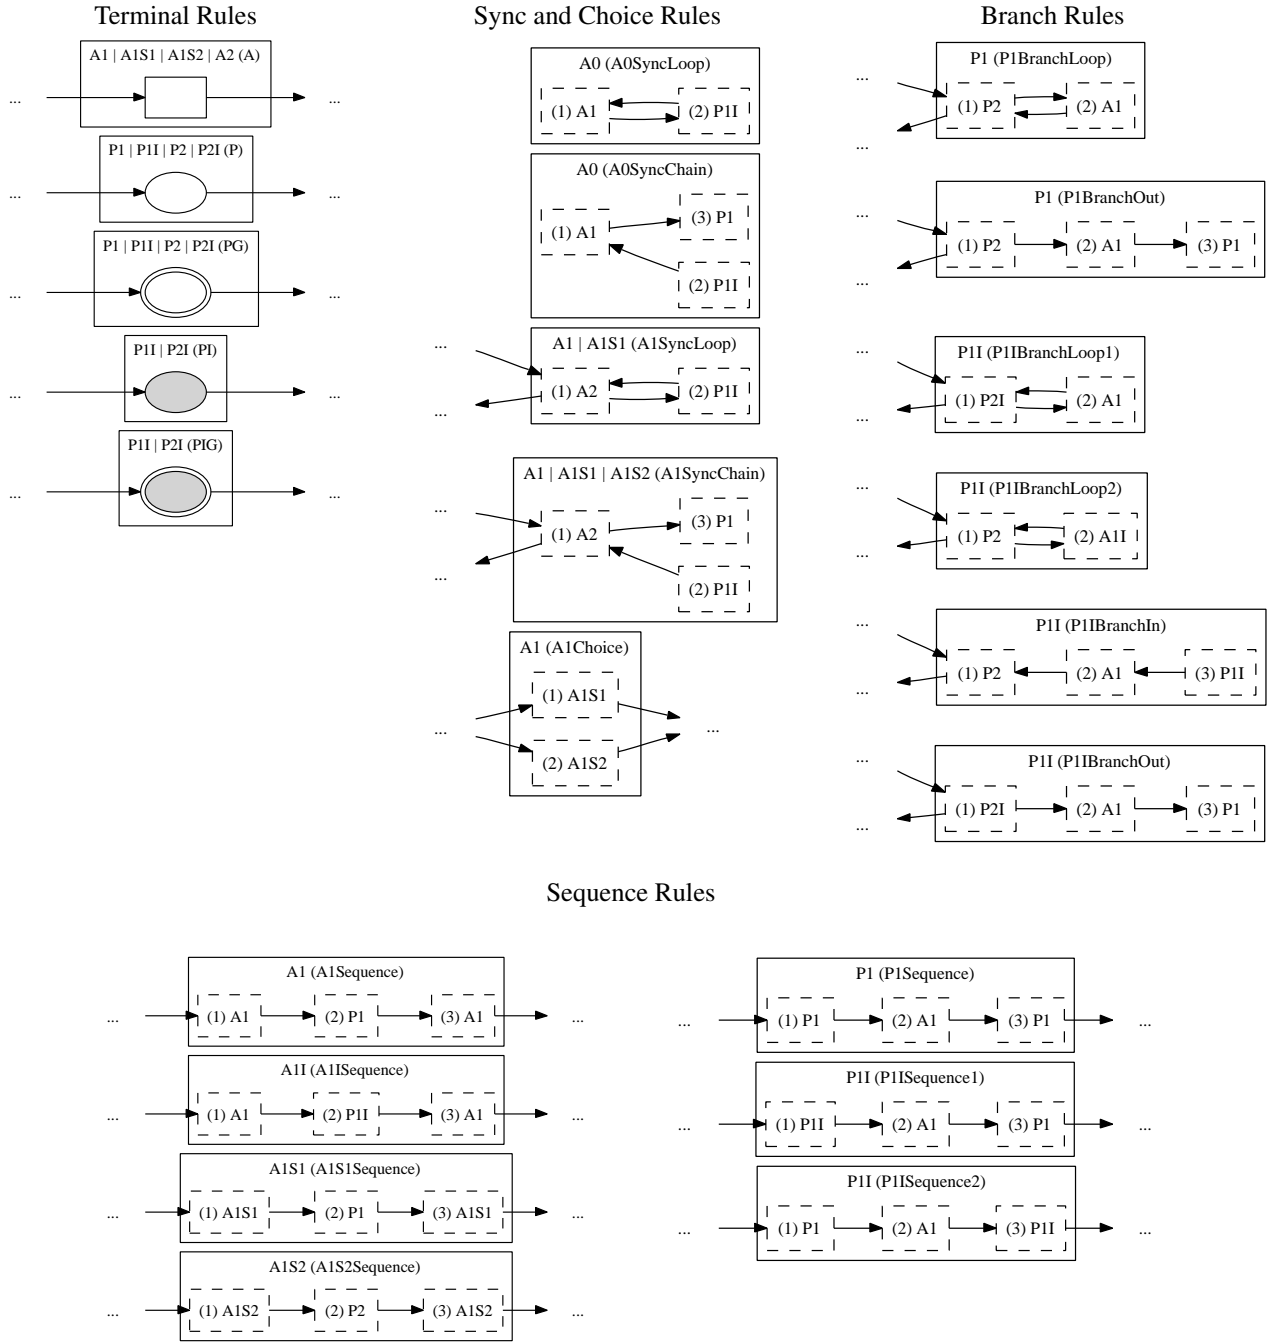 Terminal Rules
A1 | A1S1 | A1S2 | A2 (A)
...
...
P1 | P1I | P2 | P2I (P)
...
...
P1 | P1I | P2 | P2I (PG)
...
...
P1I | P2I (PI)
...
...
P1I | P2I (PIG)
...
...
Sync and Choice Rules
A0 (A0SyncLoop)
(1) A1
(2) P1I
A0 (A0SyncChain)
(3) P1
(1) A1
(2) P1I
A1 | A1S1 (A1SyncLoop)
...
(1) A2
(2) P1I
...
A1 | A1S1 | A1S2 (A1SyncChain)
...
(3) P1
(1) A2
...
(2) P1I
A1 (A1Choice)
(1) A1S1
...
...
(2) A1S2
Branch Rules
P1 (P1BranchLoop)
...
(1) P2
(2) A1
...
P1 (P1BranchOut)
...
(1) P2
(2) A1
(3) P1
...
P1I (P1IBranchLoop1)
...
(1) P2I
(2) A1
...
P1I (P1IBranchLoop2)
...
(1) P2
(2) A1I
...
P1I (P1IBranchIn)
...
(1) P2
(2) A1
(3) P1I
...
P1I (P1IBranchOut)
...
(1) P2I
(2) A1
(3) P1
...
Sequence Rules
A1 (A1Sequence)
...
(1) A1
(2) P1
(3) A1
...
A1I (A1ISequence)
...
(1) A1
(2) P1I
(3) A1
...
A1S1 (A1S1Sequence)
...
(1) A1S1
(2) P1
(3) A1S1
...
A1S2 (A1S2Sequence)
...
(1) A1S2
(2) P2
(3) A1S2
...
P1 (P1Sequence)
...
(1) P1
(2) A1
(3) P1
...
P1I (P1ISequence1)
...
(1) P1I
(2) A1
(3) P1
...
P1I (P1ISequence2)
...
(1) P1
(2) A1
(3) P1I
...